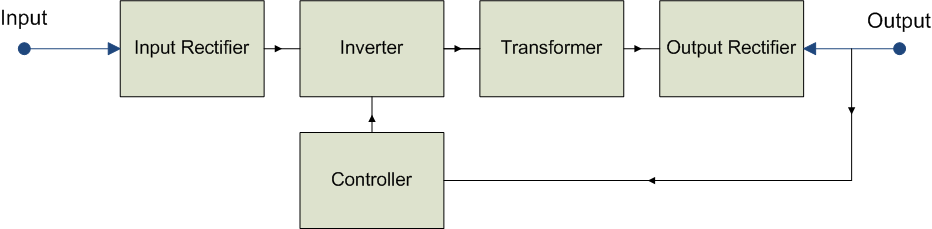 Input
Output
Input Rectifier
Inverter
Transformer
Output Rectifier
Controller